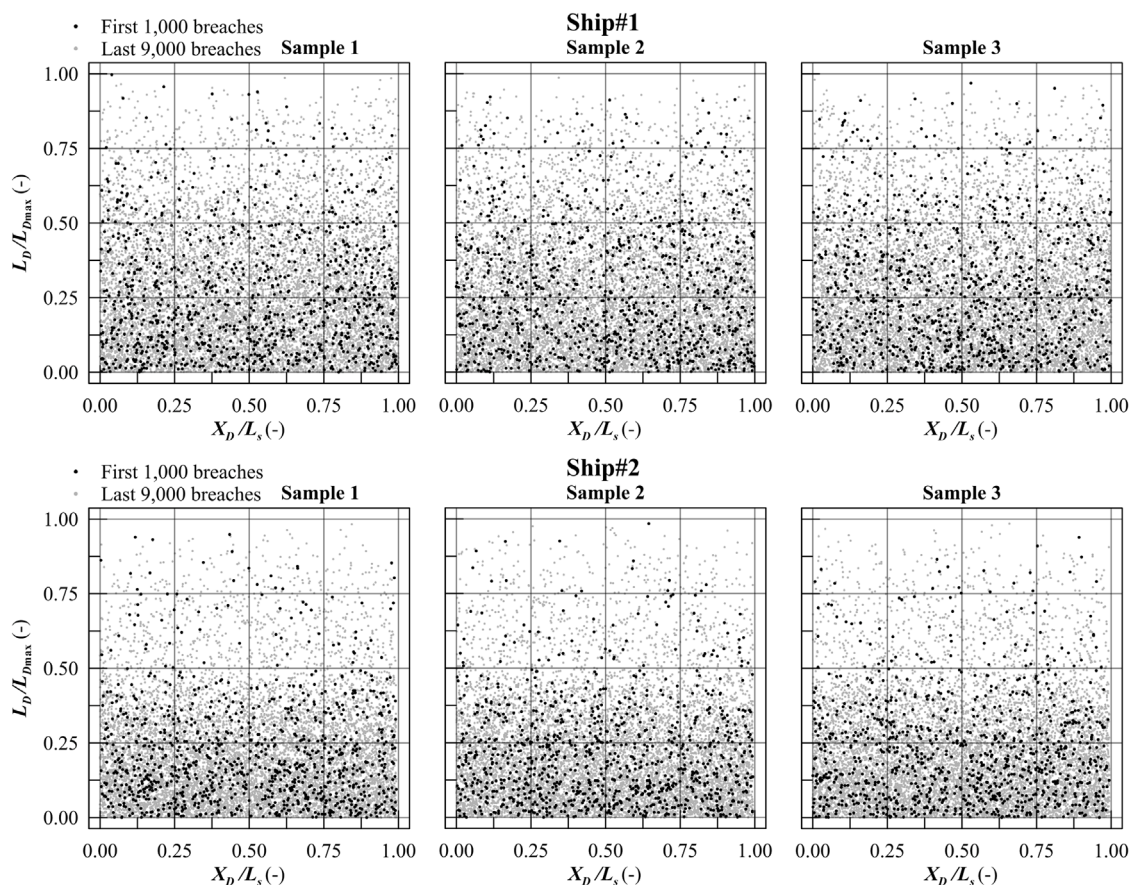 Ship#1
First 1,000 breaches
Last 9,000 breaches
Sample 1
Sample 2
Sample 3
L_D/L_Dmax (-)
1.00
0.75
0.50
0.25
0.00
0.00 0.25 0.50 0.75 1.00
0.00 0.25 0.50 0.75 1.00
0.00 0.25 0.50 0.75 1.00
X_D/L_s (-)
X_D/L_s (-)
X_D/L_s (-)
Ship#2
First 1,000 breaches
Last 9,000 breaches
Sample 1
Sample 2
Sample 3
L_D/L_Dmax (-)
1.00
0.75
0.50
0.25
0.00
0.00 0.25 0.50 0.75 1.00
0.00 0.25 0.50 0.75 1.00
0.00 0.25 0.50 0.75 1.00
X_D/L_s (-)
X_D/L_s (-)
X_D/L_s (-)